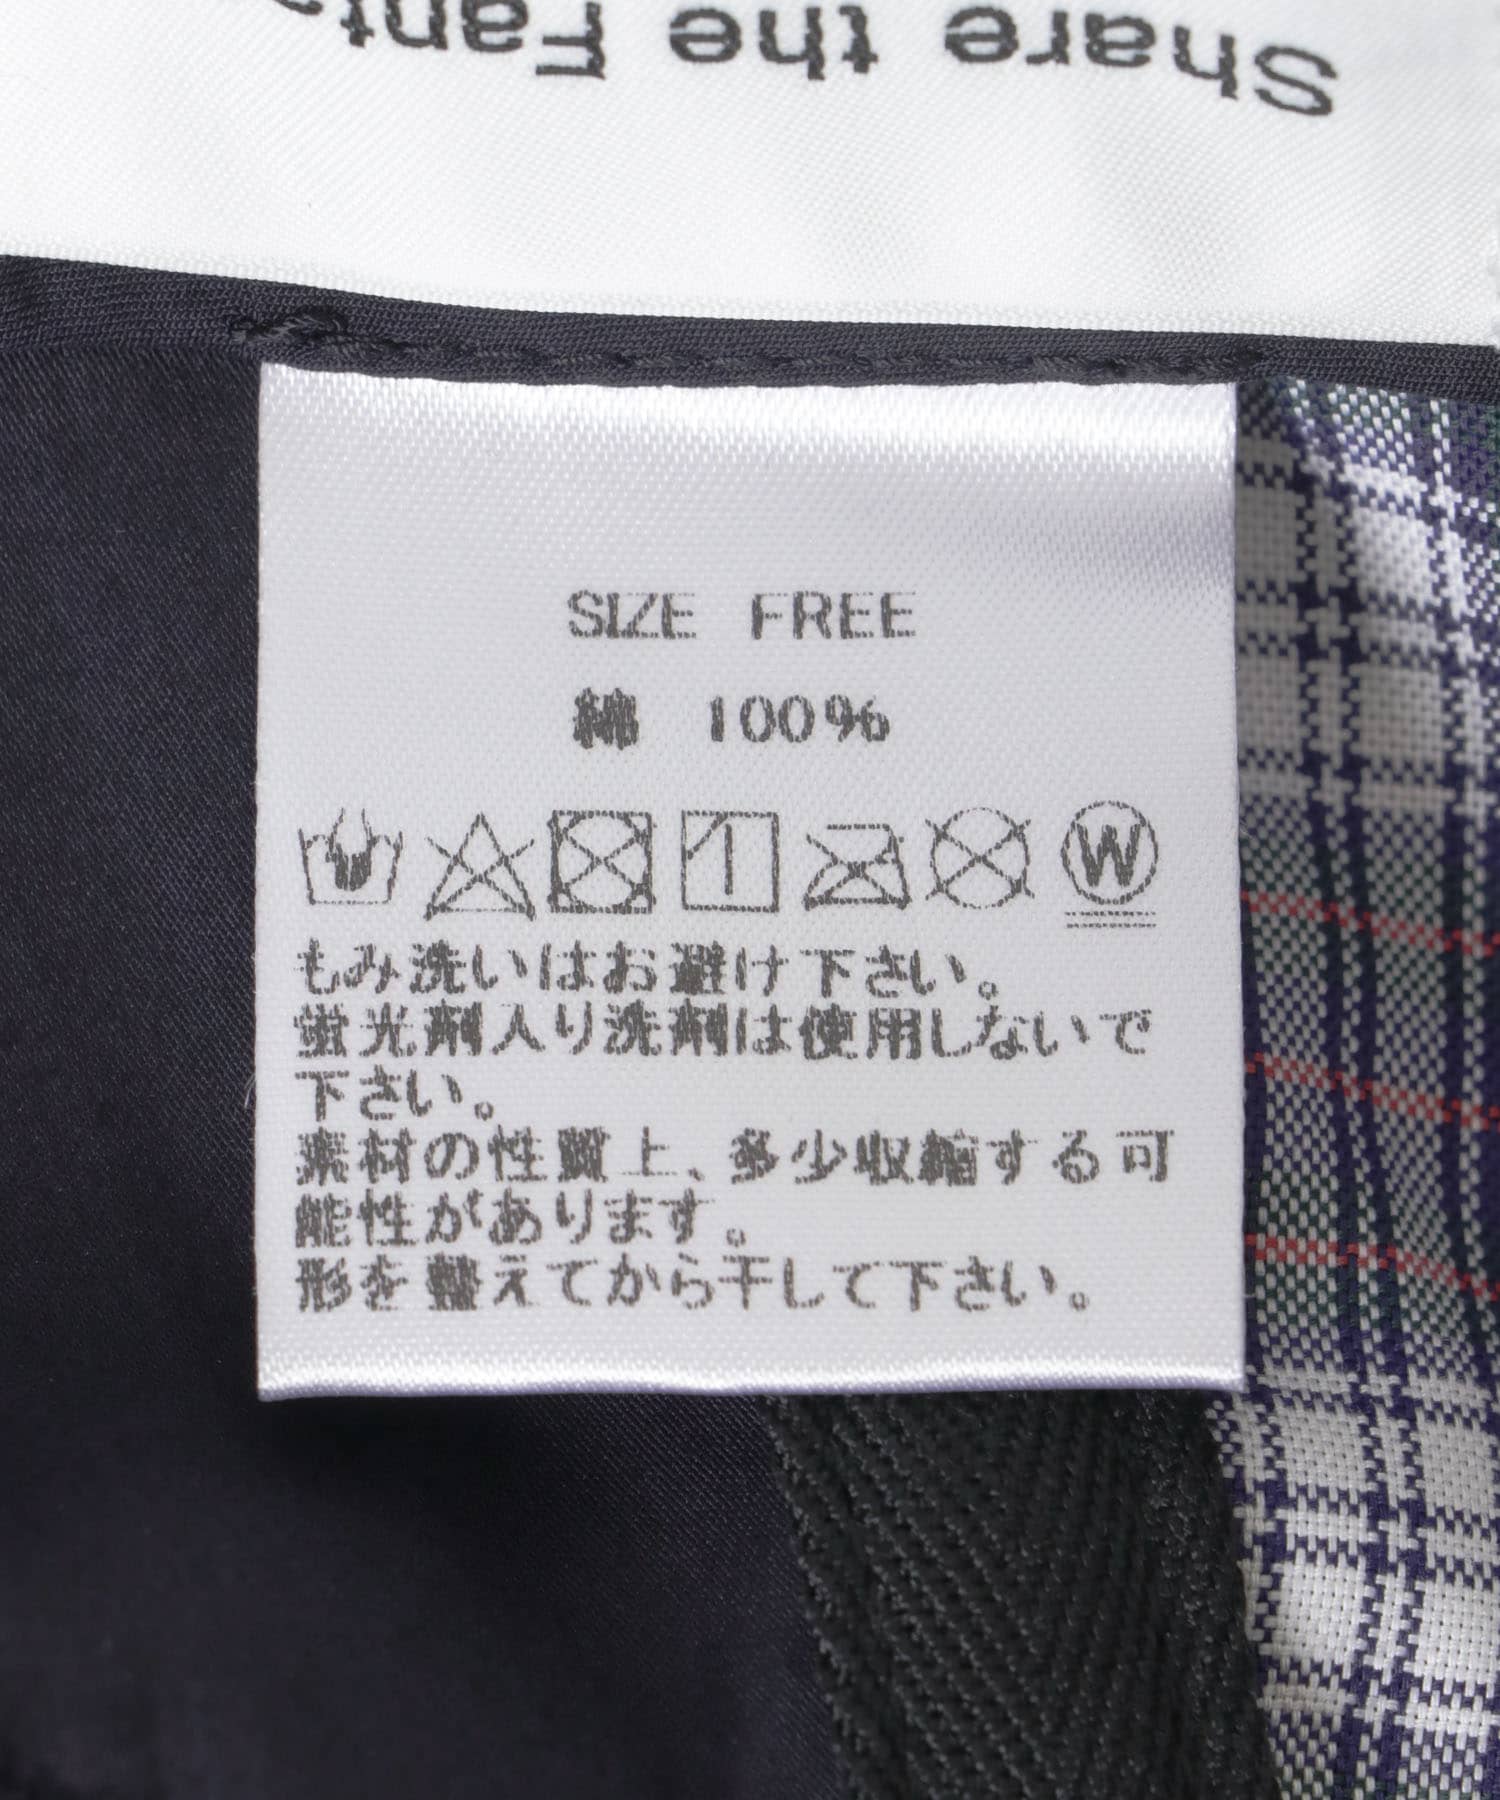 Share the Fant
SIZE FREE
綿 100%
W
もみ洗いはお避け下さい。
蛍光剤入り洗剤は使用しないで
下さい。
素材の性質上、多少収縮する可
能性があります。
形を整えてから干して下さい。